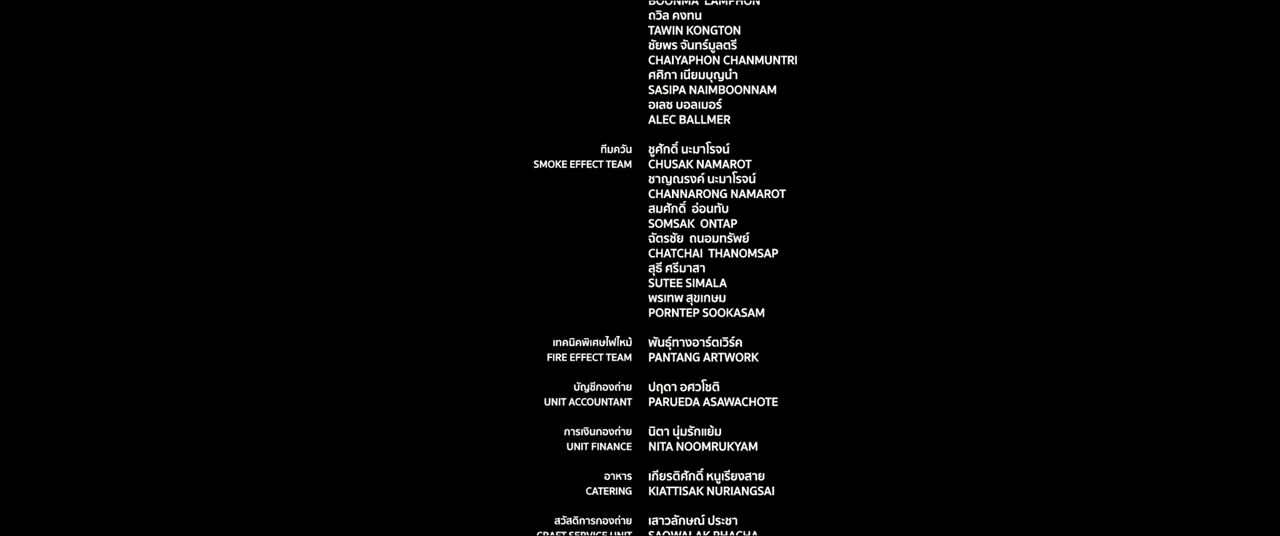 BOONMA LAMPHON
ถวิล คงทน
TAWIN KONGTON
ชัยพร จันทร์มูลตรี
CHAIYAPHON CHANMUNTRI
ศศิภา เนียมบุญนำ
SASIPA NAIMBOONNAM
อเลซ บอลเมอร์
ALEC BALLMER
ทีมควัน ชูศักดิ์ นะมาโรจน์
SMOKE EFFECT TEAM CHUSAK NAMAROT
ชาญณรงค์ นะมาโรจน์
CHANNARONG NAMAROT
สมศักดิ์ อ่อนทับ
SOMSAK ONTAP
ฉัตรชัย ถนอมทรัพย์
CHATCHAI THANOMSAP
สุธี ศรีมาสา
SUTEE SIMALA
พรเทพ สุขเกษม
PORNTEP SOOKASAM
เทคนิคพิเศษไฟไหม้ พันธุ์ทางอาร์ตเวิร์ค
FIRE EFFECT TEAM PANTANG ARTWORK
บัญชีกองถ่าย ปฤดา อศวโชติ
UNIT ACCOUNTANT PARUEDA ASAWACHOTE
การเงินกองถ่าย นิตา นุ่มรักแย้ม
UNIT FINANCE NITA NOOMRUKYAM
อาหาร เกียรติศักดิ์ หนูเรียงสาย
CATERING KIATTISAK NURIANGSAI
สวัสดิการกองถ่าย เสาวลักษณ์ ประชา
CRAFT SERVICE UNIT SAOWALAK PHACHA